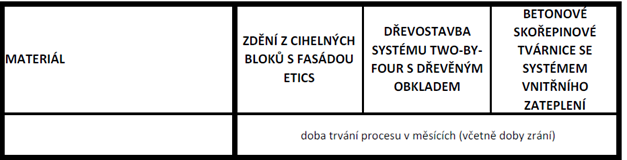 MATERIÁL
ZDĚNÍ Z CIHELNÝCH
BLOKŮ S FASÁDOU
ETICS
DŘEVOSTAVBA
SYSTÉMU TWO-BY-
FOUR S DŘEVĚNÝM
OBKLADEM
BETONOVÉ
SKOŘEPINOVÉ
TVÁRNICE SE
SYSTÉMEM
VNITŘNÍHO
ZATEPLENÍ
doba trvání procesu v měsících (včetně doby zrání)